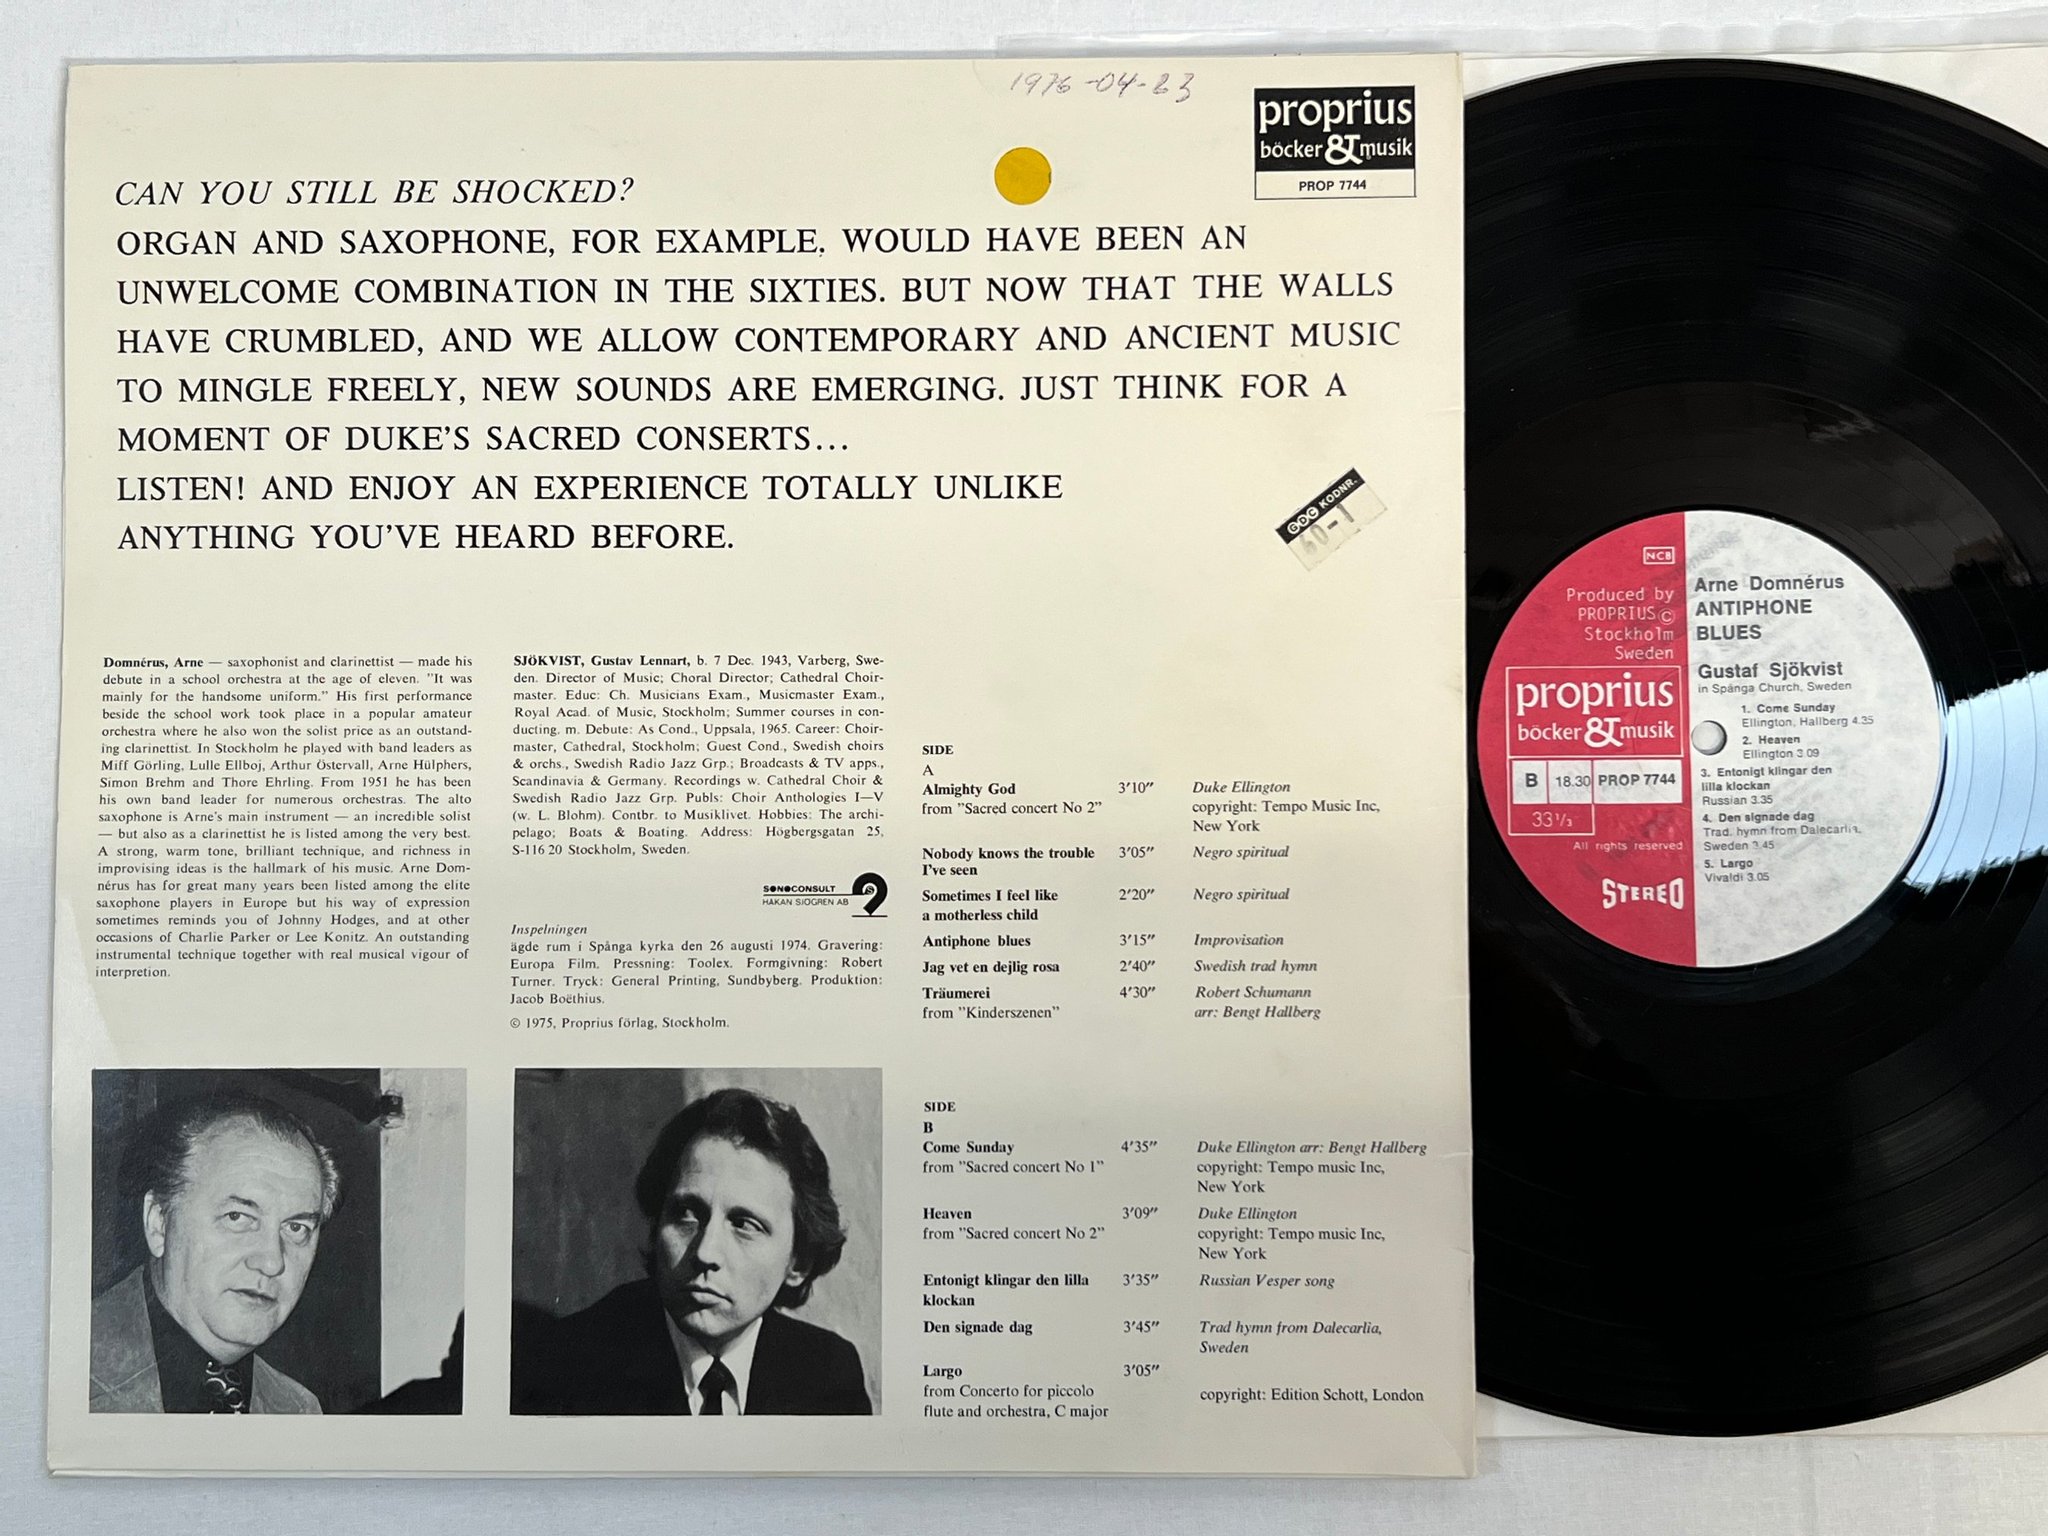 1976-04-23
proprius
böcker & musik
PROP 7744
CAN YOU STILL BE SHOCKED?
ORGAN AND SAXOPHONE, FOR EXAMPLE, WOULD HAVE BEEN AN
UNWELCOME COMBINATION IN THE SIXTIES. BUT NOW THAT THE WALLS
HAVE CRUMBLED, AND WE ALLOW CONTEMPORARY AND ANCIENT MUSIC
TO MINGLE FREELY, NEW SOUNDS ARE EMERGING. JUST THINK FOR A
MOMENT OF DUKE'S SACRED CONSERTS...
LISTEN! AND ENJOY AN EXPERIENCE TOTALLY UNLIKE
ANYTHING YOU'VE HEARD BEFORE.
GDC KODNR.
60-1
Domnérus, Arne — saxophonist and clarinettist — made his
debute in a school orchestra at the age of eleven. "It was
mainly for the handsome uniform." His first performance
beside the school work took place in a popular amateur
orchestra where he also won the solist price as an outstand-
ing clarinettist. In Stockholm he played with band leaders as
Miff Görling, Lulle Ellboj, Arthur Östervall, Arne Hülphers,
Simon Brehm and Thore Ehrling. From 1951 he has been
his own band leader for numerous orchestras. The alto
saxophone is Arne's main instrument — an incredible solist
— but also as a clarinettist he is listed among the very best.
A strong, warm tone, brilliant technique, and richness in
improvising ideas is the hallmark of his music. Arne Dom-
nérus has for great many years been listed among the elite
saxophone players in Europe but his way of expression
sometimes reminds you of Johnny Hodges, and at other
occasions of Charlie Parker or Lee Konitz. An outstanding
instrumental technique together with real musical vigour of
interpretion.
SJÖKVIST, Gustav Lennart, b. 7 Dec. 1943, Varberg, Swe-
den. Director of Music; Choral Director; Cathedral Choir-
master. Educ: Ch. Musicians Exam., Musicmaster Exam.,
Royal Acad. of Music, Stockholm; Summer courses in con-
ducting. m. Debute: As Cond., Uppsala, 1965. Career: Choir-
master, Cathedral, Stockholm; Guest Cond., Swedish choirs
& orchs., Swedish Radio Jazz Grp.; Broadcasts & TV apps.,
Scandinavia & Germany. Recordings w. Cathedral Choir &
Swedish Radio Jazz Grp. Publs: Choir Anthologies I—V
(w. L. Blohm). Contbr. to Musiklivet. Hobbies: The archi-
pelago; Boats & Boating. Address: Högbergsgatan 25,
S-116 20 Stockholm, Sweden.
SONOCONSULT
HÅKAN SJÖGREN AB
Inspelningen
ägde rum i Spånga kyrka den 26 augusti 1974. Gravering:
Europa Film. Pressning: Toolex. Formgivning: Robert
Turner. Tryck: General Printing, Sundbyberg. Produktion:
Jacob Boëthius.
© 1975, Proprius förlag, Stockholm.
SIDE
A
Almighty God 3'10" Duke Ellington
from "Sacred concert No 2" copyright: Tempo Music Inc,
New York
Nobody knows the trouble 3'05" Negro spiritual
I've seen
Sometimes I feel like 2'20" Negro spiritual
a motherless child
Antiphone blues 3'15" Improvisation
Jag vet en dejlig rosa 2'40" Swedish trad hymn
Träumerei 4'30" Robert Schumann
from "Kinderszenen" arr: Bengt Hallberg
SIDE
B
Come Sunday 4'35" Duke Ellington arr: Bengt Hallberg
from "Sacred concert No 1" copyright: Tempo music Inc,
New York
Heaven 3'09" Duke Ellington
from "Sacred concert No 2" copyright: Tempo music Inc,
New York
Entonigt klingar den lilla 3'35" Russian Vesper song
klockan
Den signade dag 3'45" Trad hymn from Dalecarlia,
Sweden
Largo 3'05"
from Concerto for piccolo copyright: Edition Schott, London
flute and orchestra, C major
NCB
Produced by
PROPRIUS ©
Stockholm
Sweden
proprius
böcker & musik
B 18.30 PROP 7744
33 1/3
All rights reserved
STEREO
Arne Domnérus
ANTIPHONE
BLUES
Gustaf Sjökvist
in Spånga Church, Sweden
1. Come Sunday
Ellington, Hallberg 4.35
2. Heaven
Ellington 3.09
3. Entonigt klingar den
lilla klockan
Russian 3.35
4. Den signade dag
Trad. hymn from Dalecarlia,
Sweden 3.45
5. Largo
Vivaldi 3.05